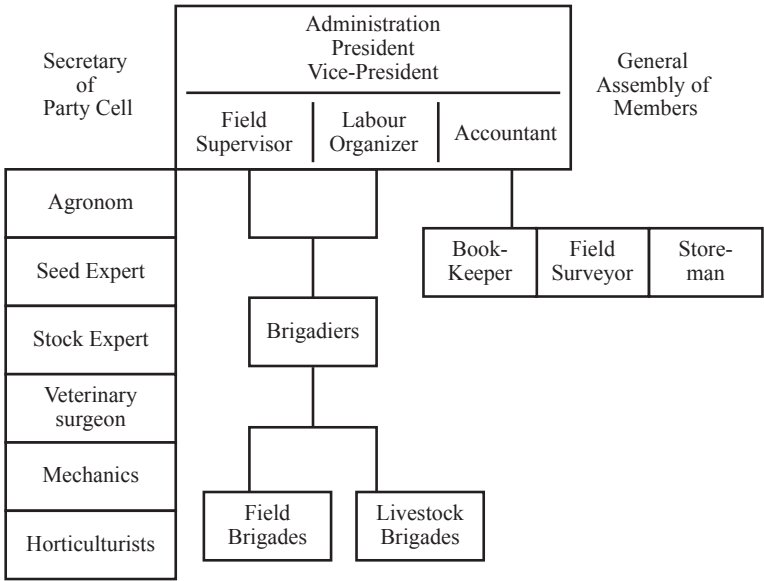 Secretary
of
Party Cell
Administration
President
Vice-President
General
Assembly of
Members
Field
Supervisor
Labour
Organizer
Accountant
Agronom
Seed Expert
Stock Expert
Veterinary
surgeon
Mechanics
Horticulturists
Book-
Keeper
Field
Surveyor
Store-
man
Brigadiers
Field
Brigades
Livestock
Brigades